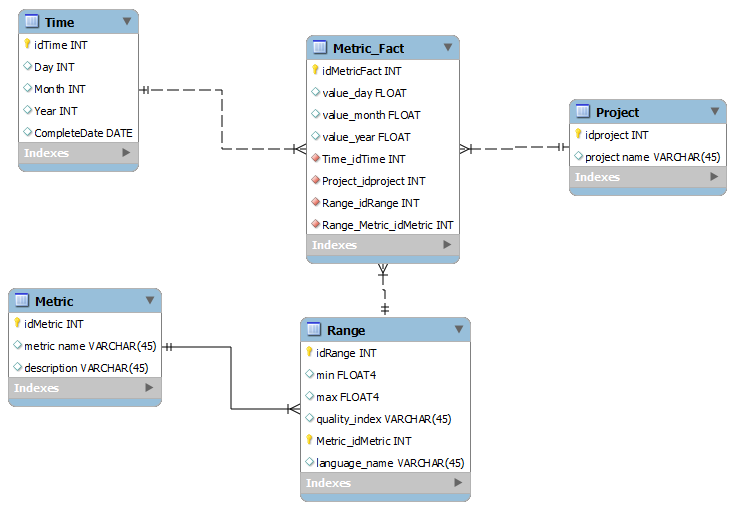 Time
idTime INT
Day INT
Month INT
Year INT
CompleteDate DATE
Indexes
Metric_Fact
idMetricFact INT
value_day FLOAT
value_month FLOAT
value_year FLOAT
Time_idTime INT
Project_idproject INT
Range_idRange INT
Range_Metric_idMetric INT
Indexes
Project
idproject INT
project name VARCHAR(45)
Indexes
Metric
idMetric INT
metric name VARCHAR(45)
description VARCHAR(45)
Indexes
Range
idRange INT
min FLOAT4
max FLOAT4
quality_index VARCHAR(45)
Metric_idMetric INT
language_name VARCHAR(45)
Indexes